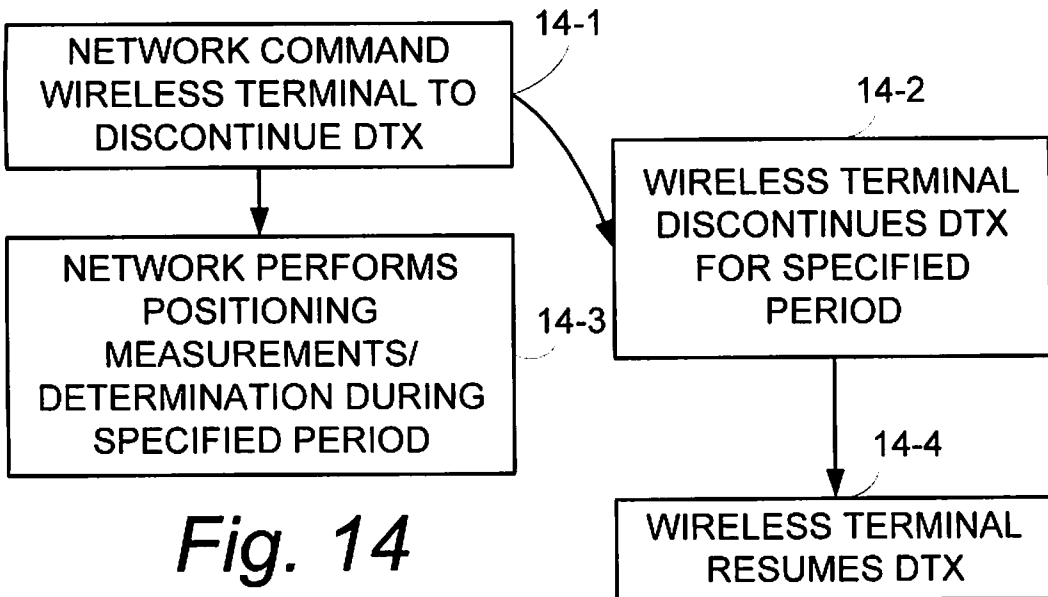 14-1
NETWORK COMMAND
WIRELESS TERMINAL TO
DISCONTINUE DTX
14-2
WIRELESS TERMINAL
DISCONTINUES DTX
FOR SPECIFIED
PERIOD
NETWORK PERFORMS
POSITIONING
MEASUREMENTS/
DETERMINATION DURING
SPECIFIED PERIOD
14-3
14-4
WIRELESS TERMINAL
RESUMES DTX
Fig. 14